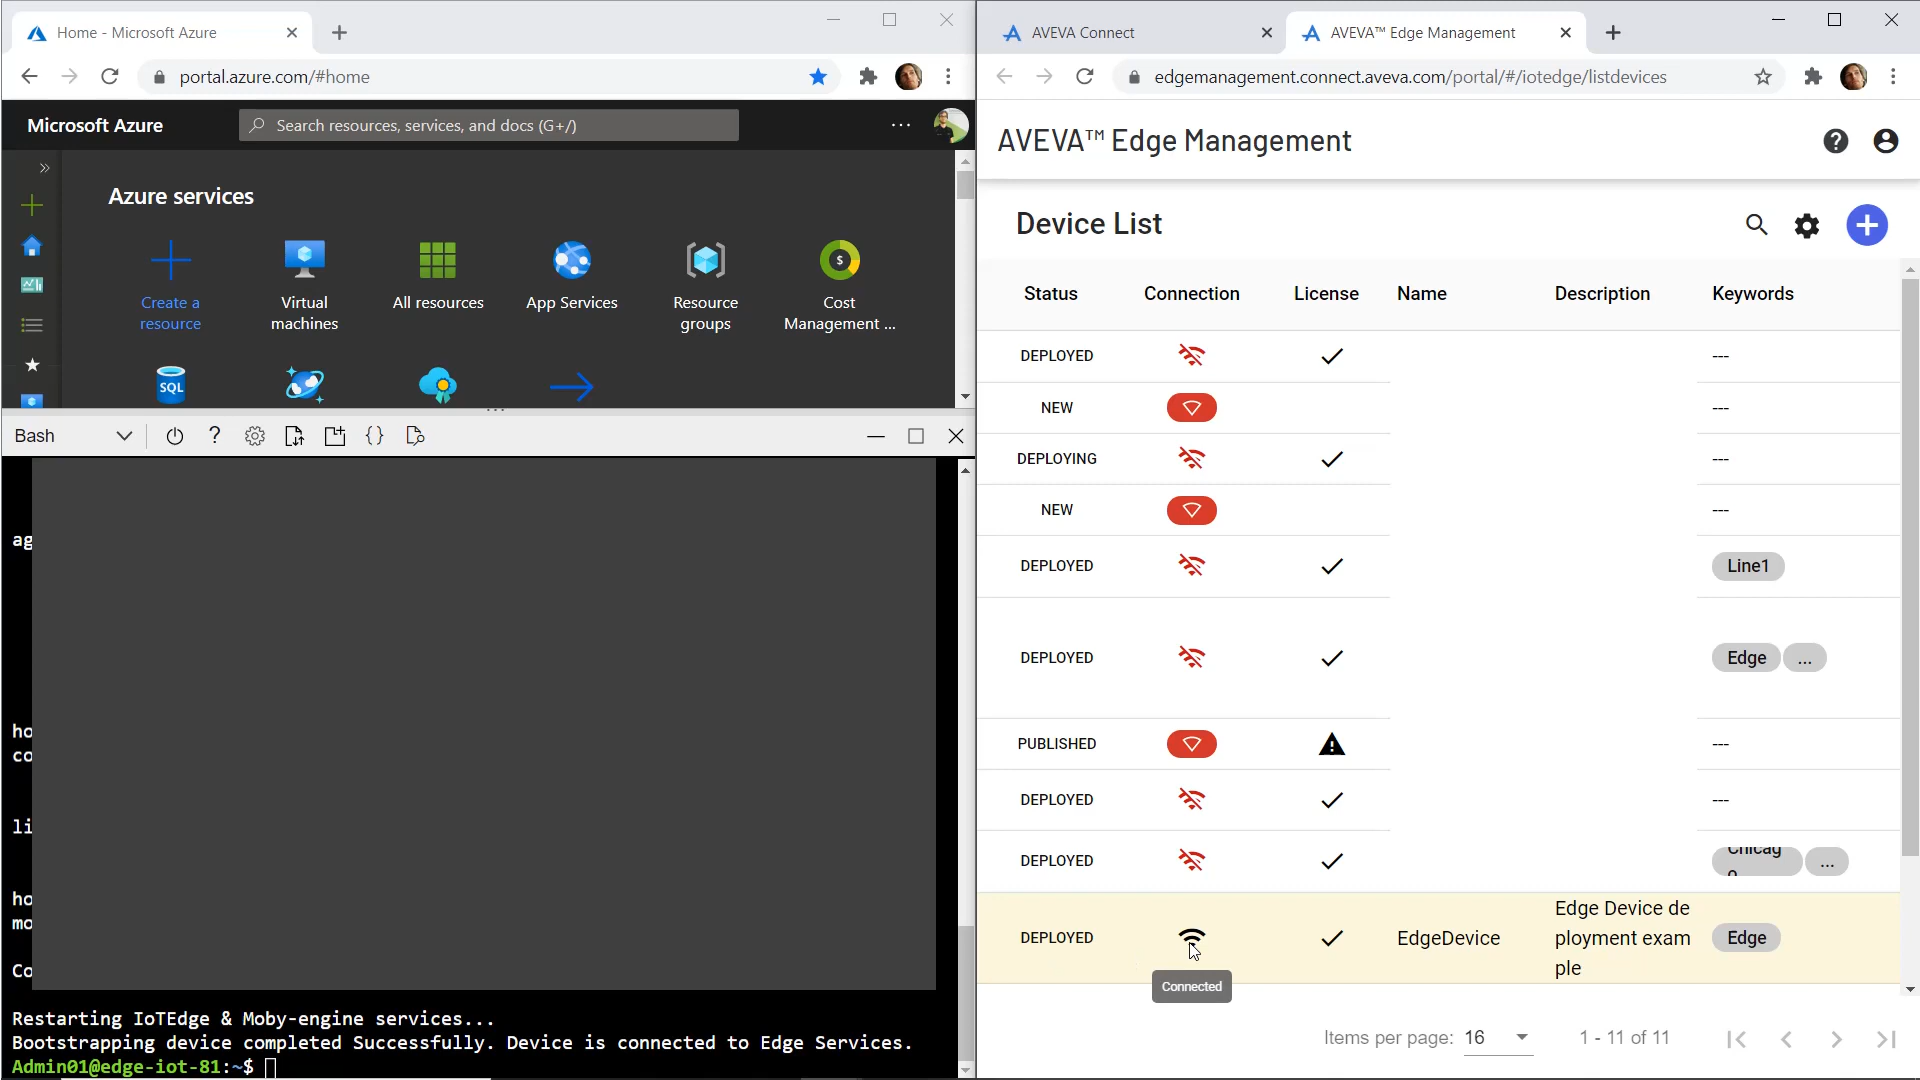 Home - Microsoft Azure
portal.azure.com/#home
Microsoft Azure
Search resources, services, and docs (G+/)
Azure services
Create a
resource
Virtual
machines
All resources
App Services
Resource
groups
Cost
Management ...
SQL
Bash
ag
ho
co
li
ho
mo
Co
Restarting IoTEdge & Moby-engine services...
Bootstrapping device completed Successfully. Device is connected to Edge Services.
Admin01@edge-iot-81:~$
AVEVA Connect
AVEVA™ Edge Management
edgemanagement.connect.aveva.com/portal/#/iotedge/listdevices
AVEVA™ Edge Management
Device List
Status Connection License Name Description Keywords
DEPLOYED ---
NEW ---
DEPLOYING ---
NEW ---
DEPLOYED Line1
DEPLOYED Edge ...
PUBLISHED ---
DEPLOYED ---
DEPLOYED Chicag
o ...
DEPLOYED EdgeDevice Edge Device de
ployment exam
ple Edge
Connected
Items per page: 16 1 - 11 of 11